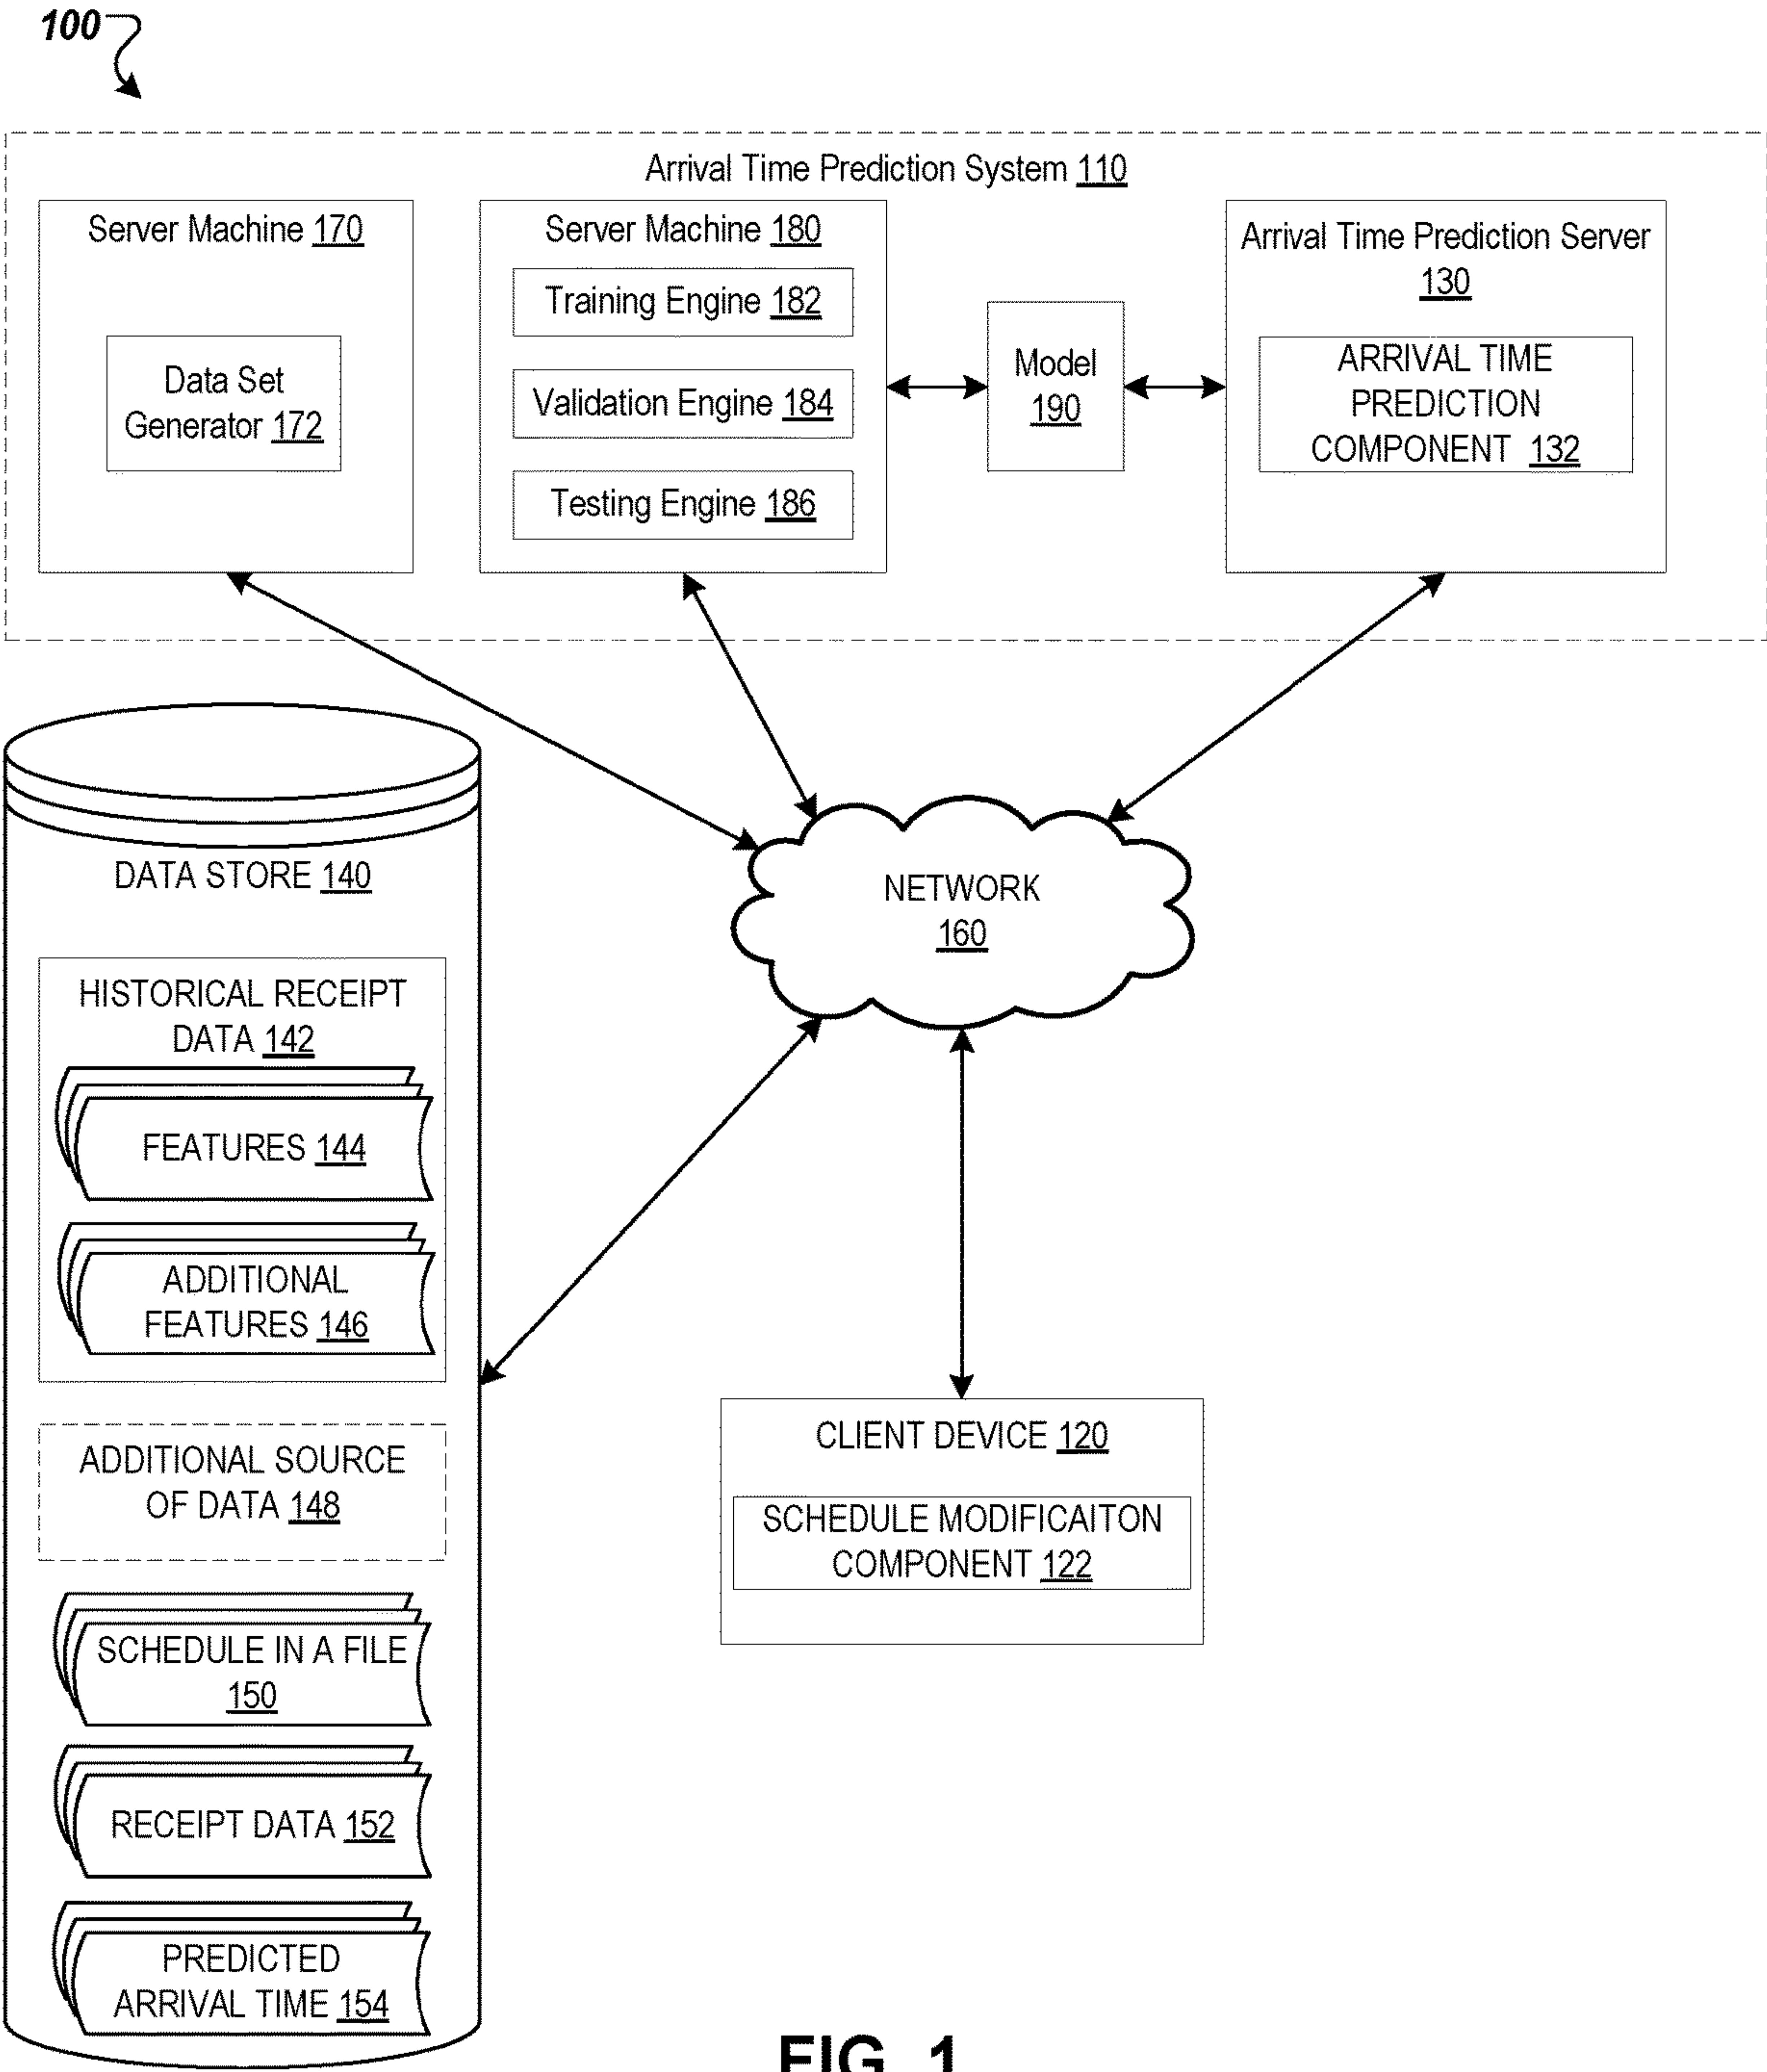 100
Arrival Time Prediction System 110
Server Machine 170
Data Set
Generator 172
Server Machine 180
Training Engine 182
Validation Engine 184
Testing Engine 186
Model
190
Arrival Time Prediction Server
130
ARRIVAL TIME
PREDICTION
COMPONENT 132
DATA STORE 140
HISTORICAL RECEIPT
DATA 142
FEATURES 144
ADDITIONAL
FEATURES 146
ADDITIONAL SOURCE
OF DATA 148
SCHEDULE IN A FILE
150
RECEIPT DATA 152
PREDICTED
ARRIVAL TIME 154
NETWORK
160
CLIENT DEVICE 120
SCHEDULE MODIFICAITON
COMPONENT 122
FIG. 1